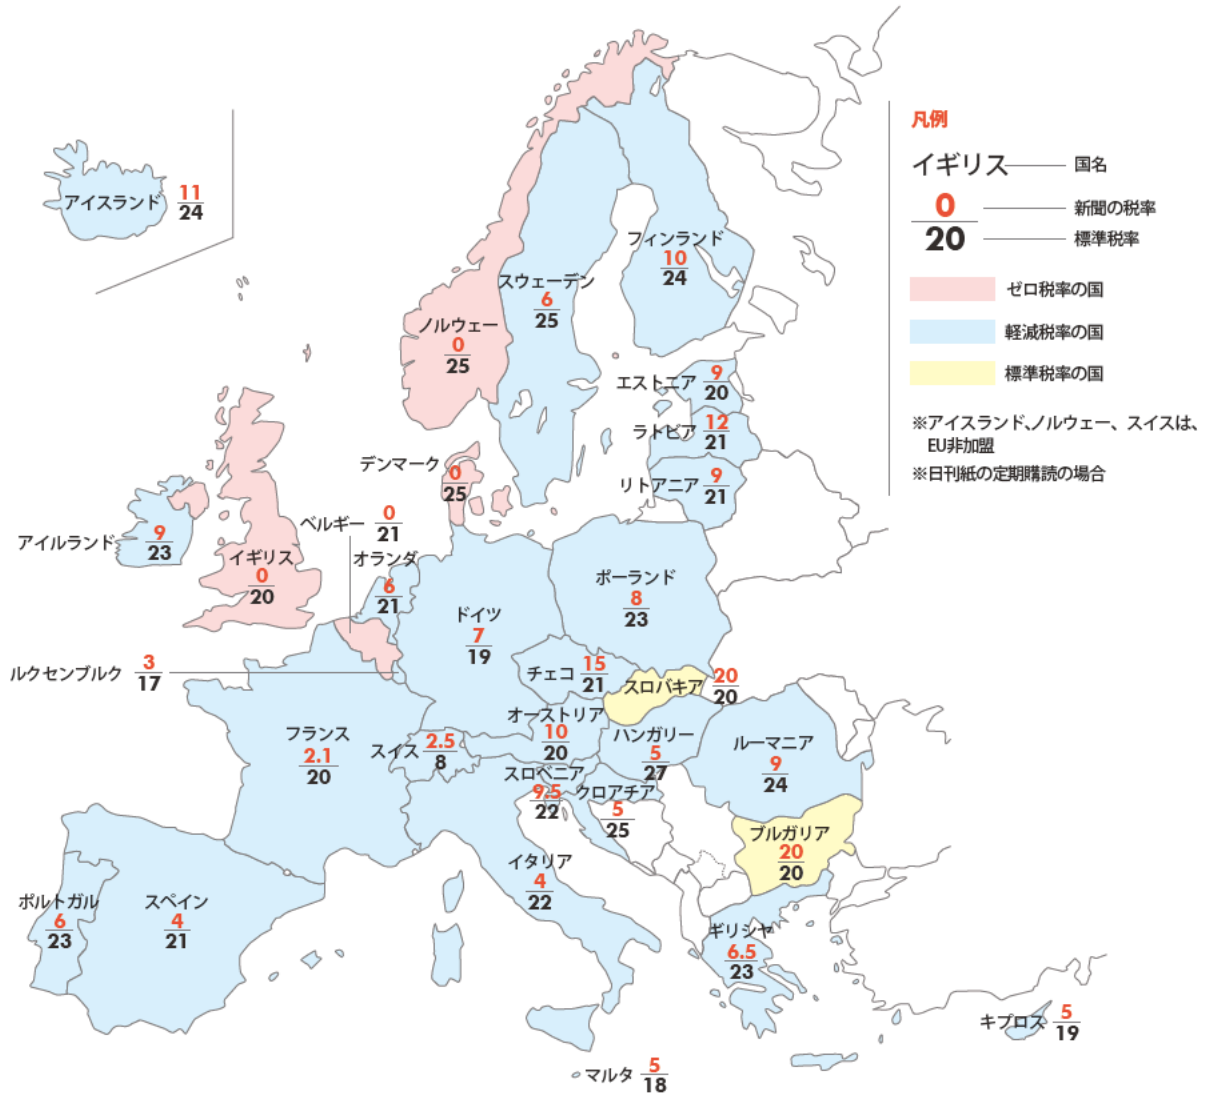 凡例
イギリス
国名
0
新聞の税率
20
標準税率
ゼロ税率の国
軽減税率の国
標準税率の国
※アイスランド、ノルウェー、スイスは、
EU非加盟
※日刊紙の定期購読の場合
アイスランド
11
24
フィンランド
10
24
スウェーデン
6
25
ノルウェー
0
25
エストニア
9
20
ラトビア
12
21
リトアニア
9
21
デンマーク
0
25
ベルギー
0
21
アイルランド
9
23
イギリス
0
20
オランダ
6
21
ポーランド
8
23
ドイツ
7
19
ルクセンブルク
3
17
チェコ
15
21
スロバキア
20
20
オーストリア
10
20
フランス
2.1
20
スイス
2.5
8
ハンガリー
5
27
ルーマニア
9
24
スロベニア
9.5
22
クロアチア
5
25
ブルガリア
20
20
イタリア
4
22
ポルトガル
6
23
スペイン
4
21
ギリシャ
6.5
23
キプロス
5
19
マルタ
5
18